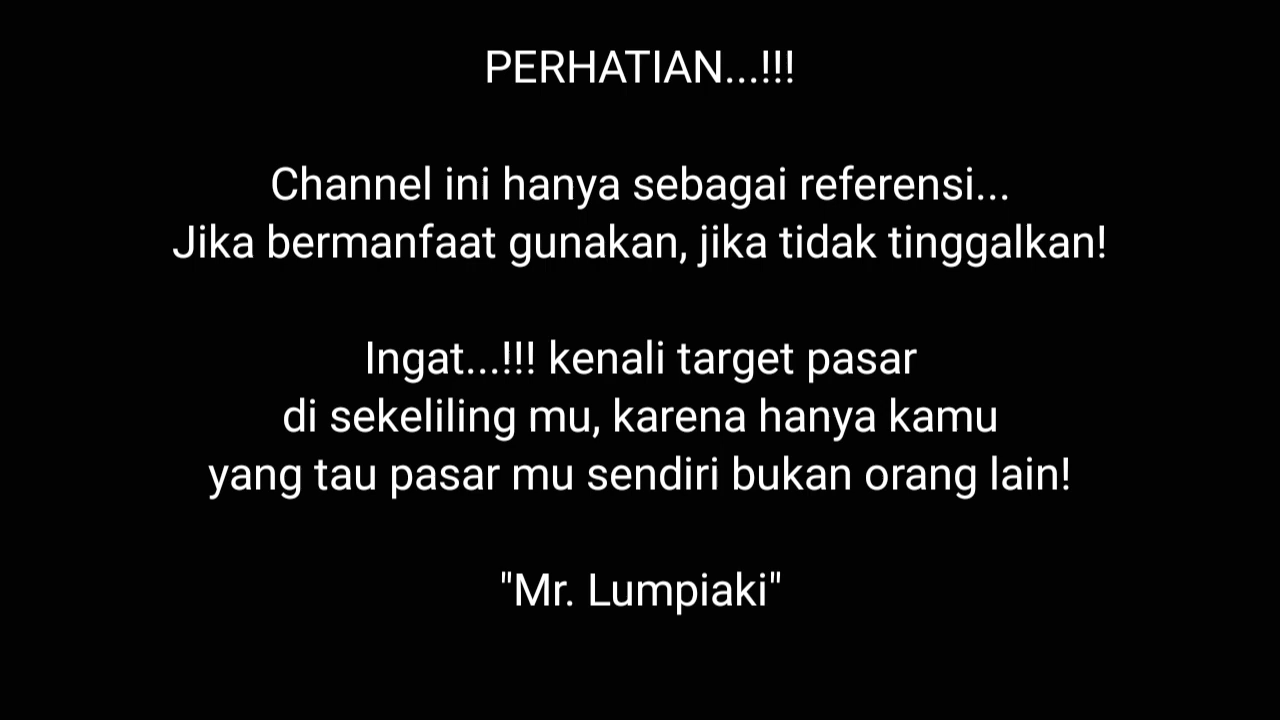 PERHATIAN...!!!
Channel ini hanya sebagai referensi...
Jika bermanfaat gunakan, jika tidak tinggalkan!
Ingat...!!! kenali target pasar
di sekeliling mu, karena hanya kamu
yang tau pasar mu sendiri bukan orang lain!
"Mr. Lumpiaki"